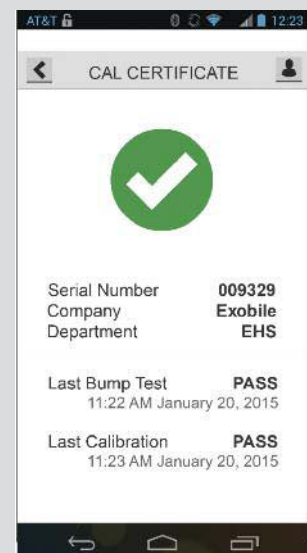 AT&T 12:23
CAL CERTIFICATE
Serial Number 009329
Company Exobile
Department EHS
Last Bump Test PASS
11:22 AM January 20, 2015
Last Calibration PASS
11:23 AM January 20, 2015